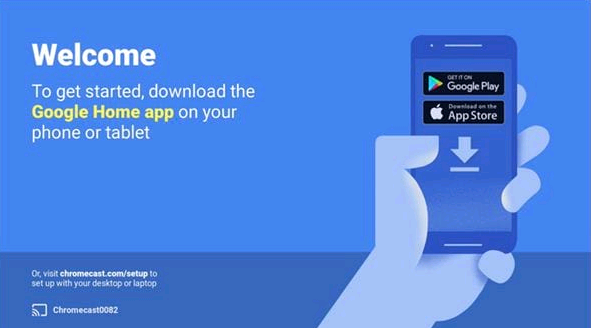 Welcome
To get started, download the
Google Home app on your
phone or tablet
GET IT ON
Google Play
Download on the
App Store
Or, visit chromecast.com/setup to
set up with your desktop or laptop
Chromecast0082